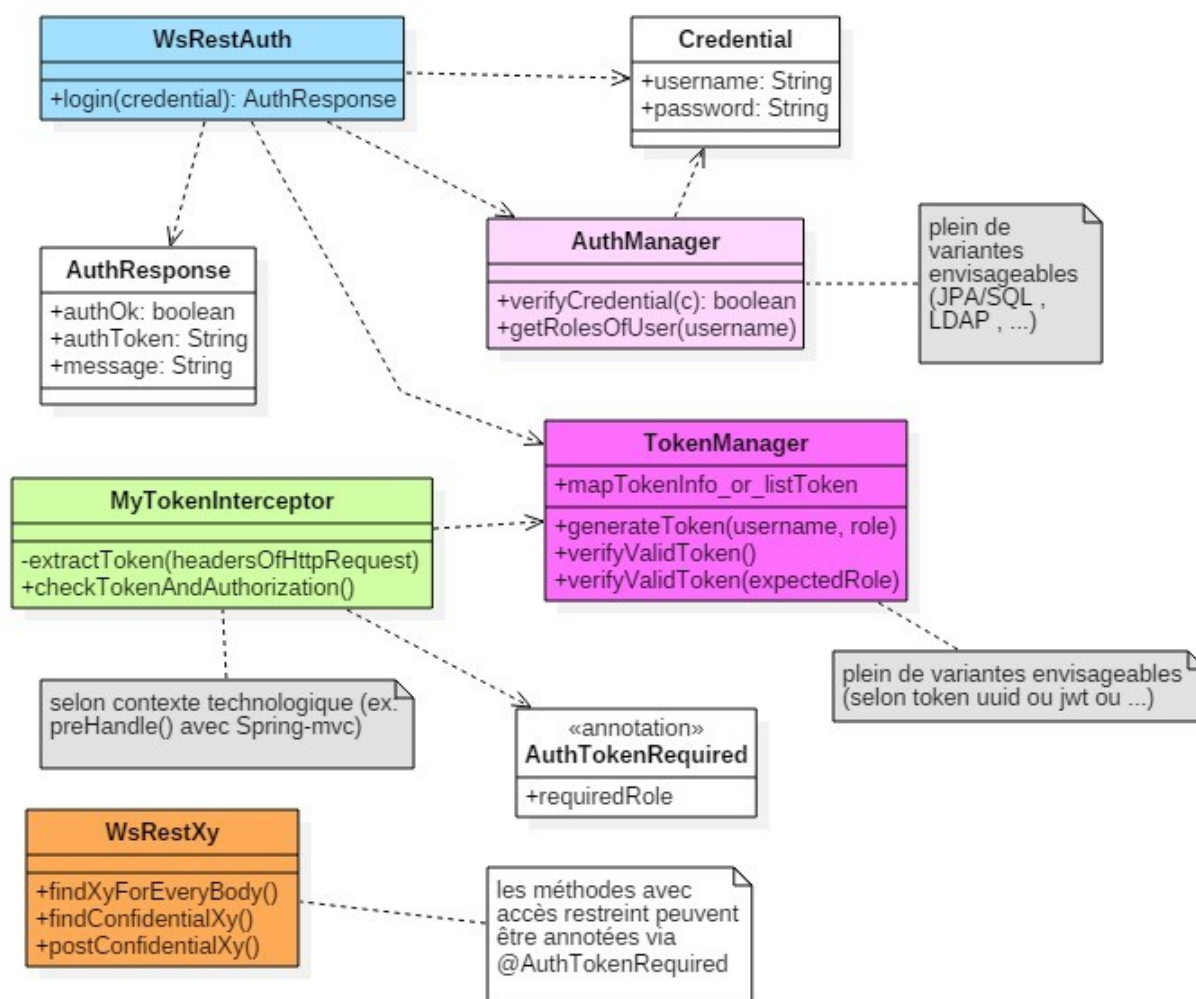 WsRestAuth
+login(credential): AuthResponse
Credential
+username: String
+password: String
AuthResponse
+authOk: boolean
+authToken: String
+message: String
AuthManager
+verifyCredential(c): boolean
+getRolesOfUser(username)
plein de
variantes
envisageables
(JPA/SQL ,
LDAP , ...)
TokenManager
+mapTokenInfo_or_listToken
+generateToken(username, role)
+verifyValidToken()
+verifyValidToken(expectedRole)
MyTokenInterceptor
-extractToken(headersOfHttpRequest)
+checkTokenAndAuthorization()
plein de variantes envisageables
(selon token uuid ou jwt ou ...)
selon contexte technologique (ex:
preHandle() avec Spring-mvc)
«annotation»
AuthTokenRequired
+requiredRole
WsRestXy
+findXyForEveryBody()
+findConfidentialXy()
+postConfidentialXy()
les méthodes avec
accès restreint peuvent
être annotées via
@AuthTokenRequired